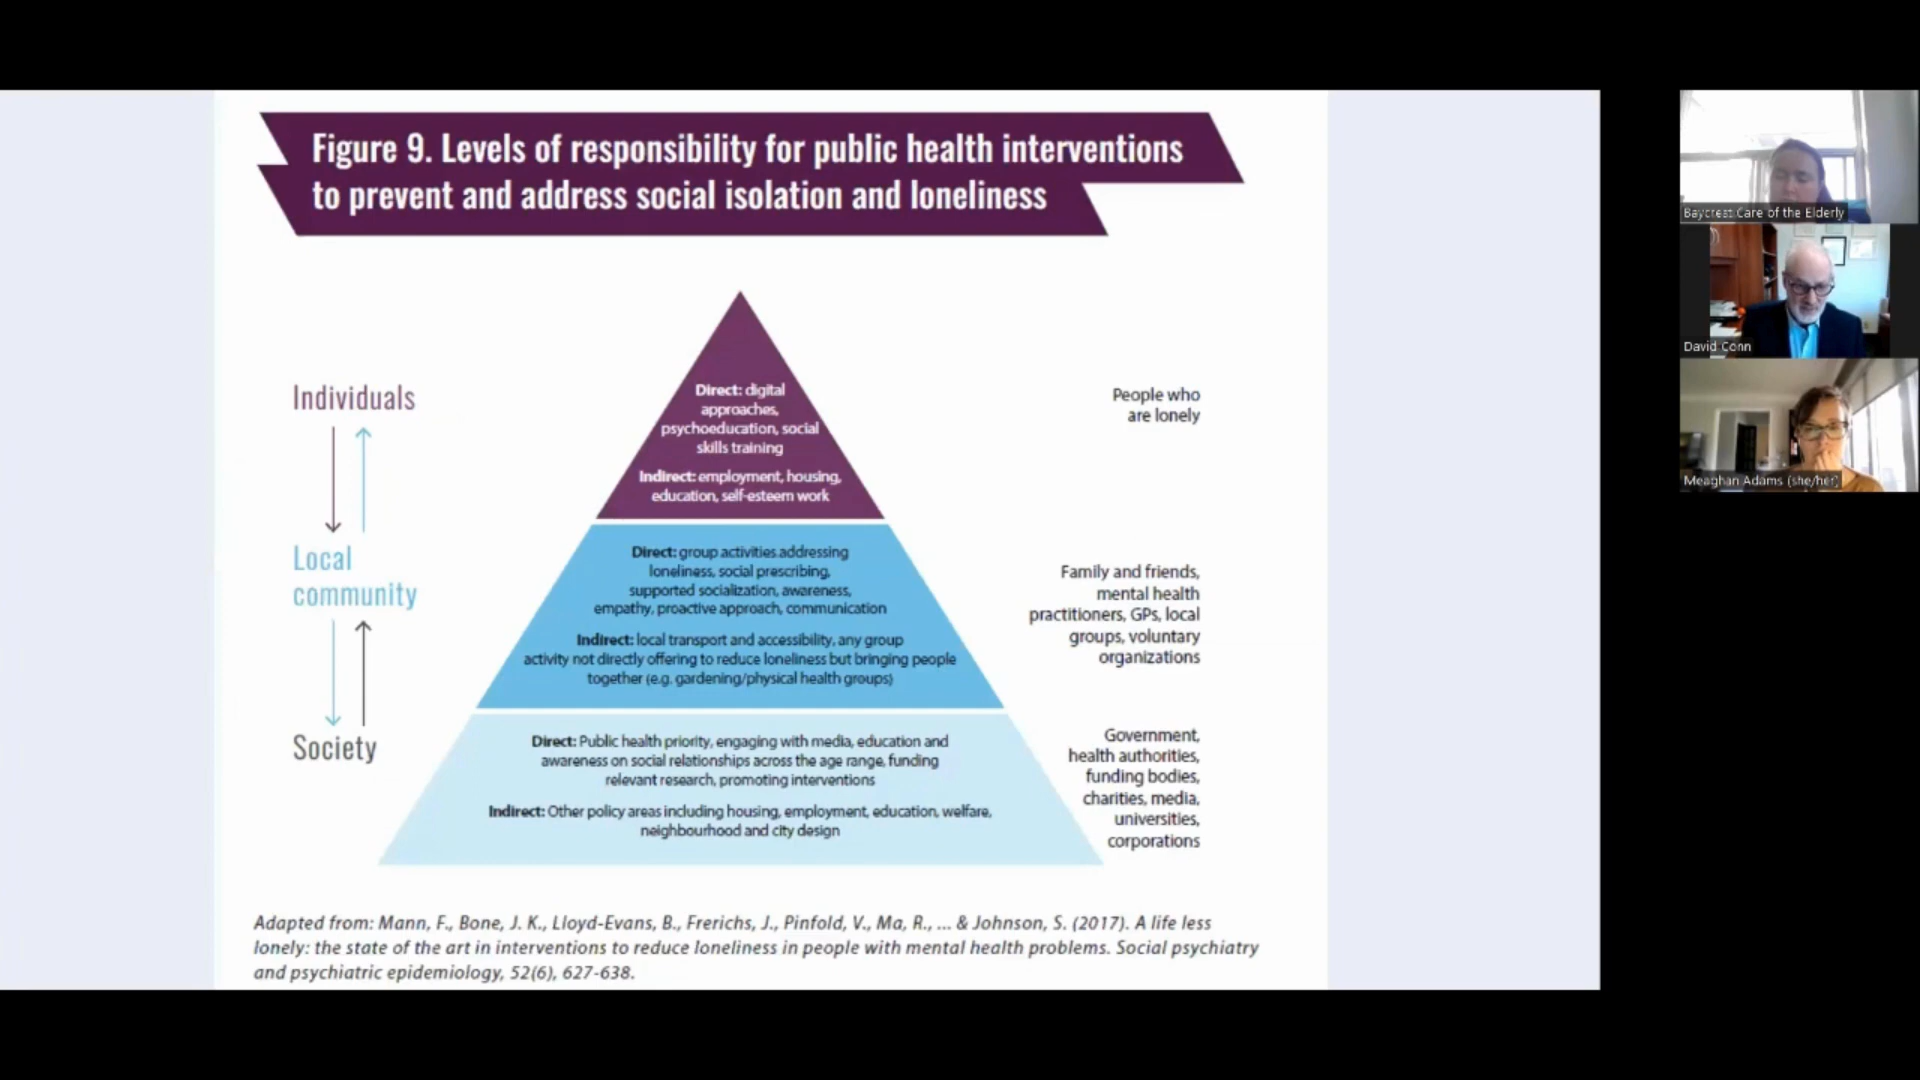 Figure 9. Levels of responsibility for public health interventions
to prevent and address social isolation and loneliness
Individuals
Local
community
Society
Direct: digital
approaches,
psychoeducation, social
skills training
Indirect: employment, housing,
education, self-esteem work
People who
are lonely
Direct: group activities addressing
loneliness, social prescribing,
supported socialization, awareness,
empathy, proactive approach, communication
Indirect: local transport and accessibility, any group
activity not directly offering to reduce loneliness but bringing people
together (e.g. gardening/physical health groups)
Family and friends,
mental health
practitioners, GPs, local
groups, voluntary
organizations
Direct: Public health priority, engaging with media, education and
awareness on social relationships across the age range, funding
relevant research, promoting interventions
Indirect: Other policy areas including housing, employment, education, welfare,
neighbourhood and city design
Government,
health authorities,
funding bodies,
charities, media,
universities,
corporations
Adapted from: Mann, F., Bone, J. K., Lloyd-Evans, B., Frerichs, J., Pinfold, V., Ma, R., ... & Johnson, S. (2017). A life less
lonely: the state of the art in interventions to reduce loneliness in people with mental health problems. Social psychiatry
and psychiatric epidemiology, 52(6), 627-638.
Baycrest Care of the Elderly
David Conn
Meaghan Adams (she/her)